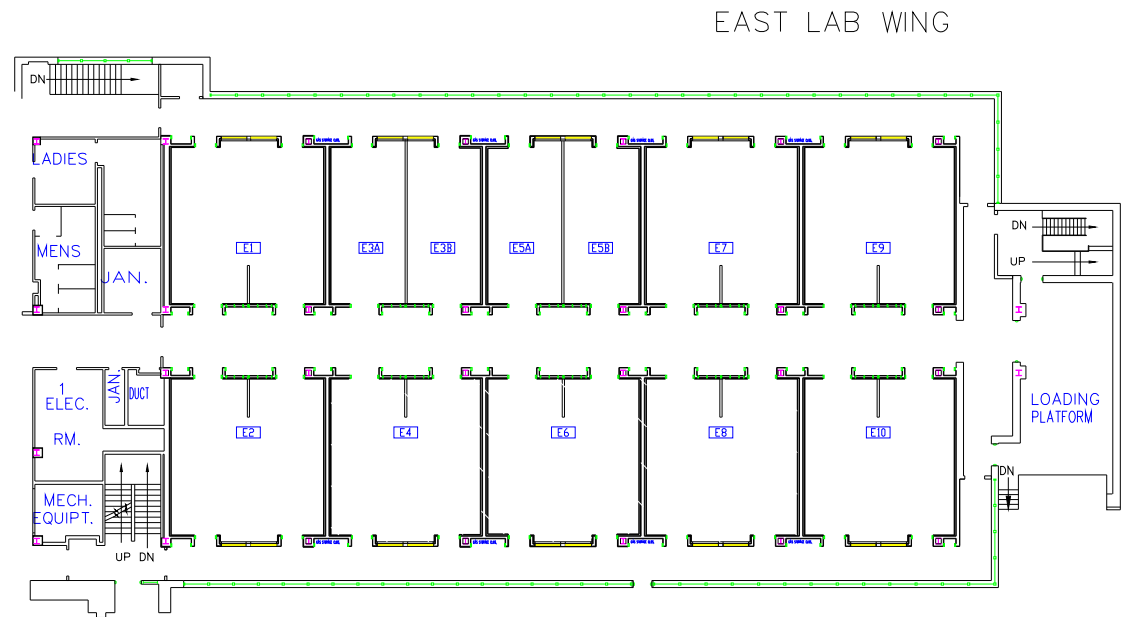 EAST LAB WING
DN
LADIES
MENS
JAN.
E1
E3A
E3B
E5A
E5B
E7
E9
DN
UP
1
ELEC.
RM.
JAN.
DUCT
E2
E4
E6
E8
E10
LOADING
PLATFORM
MECH.
EQUIPT.
UP
DN
DN